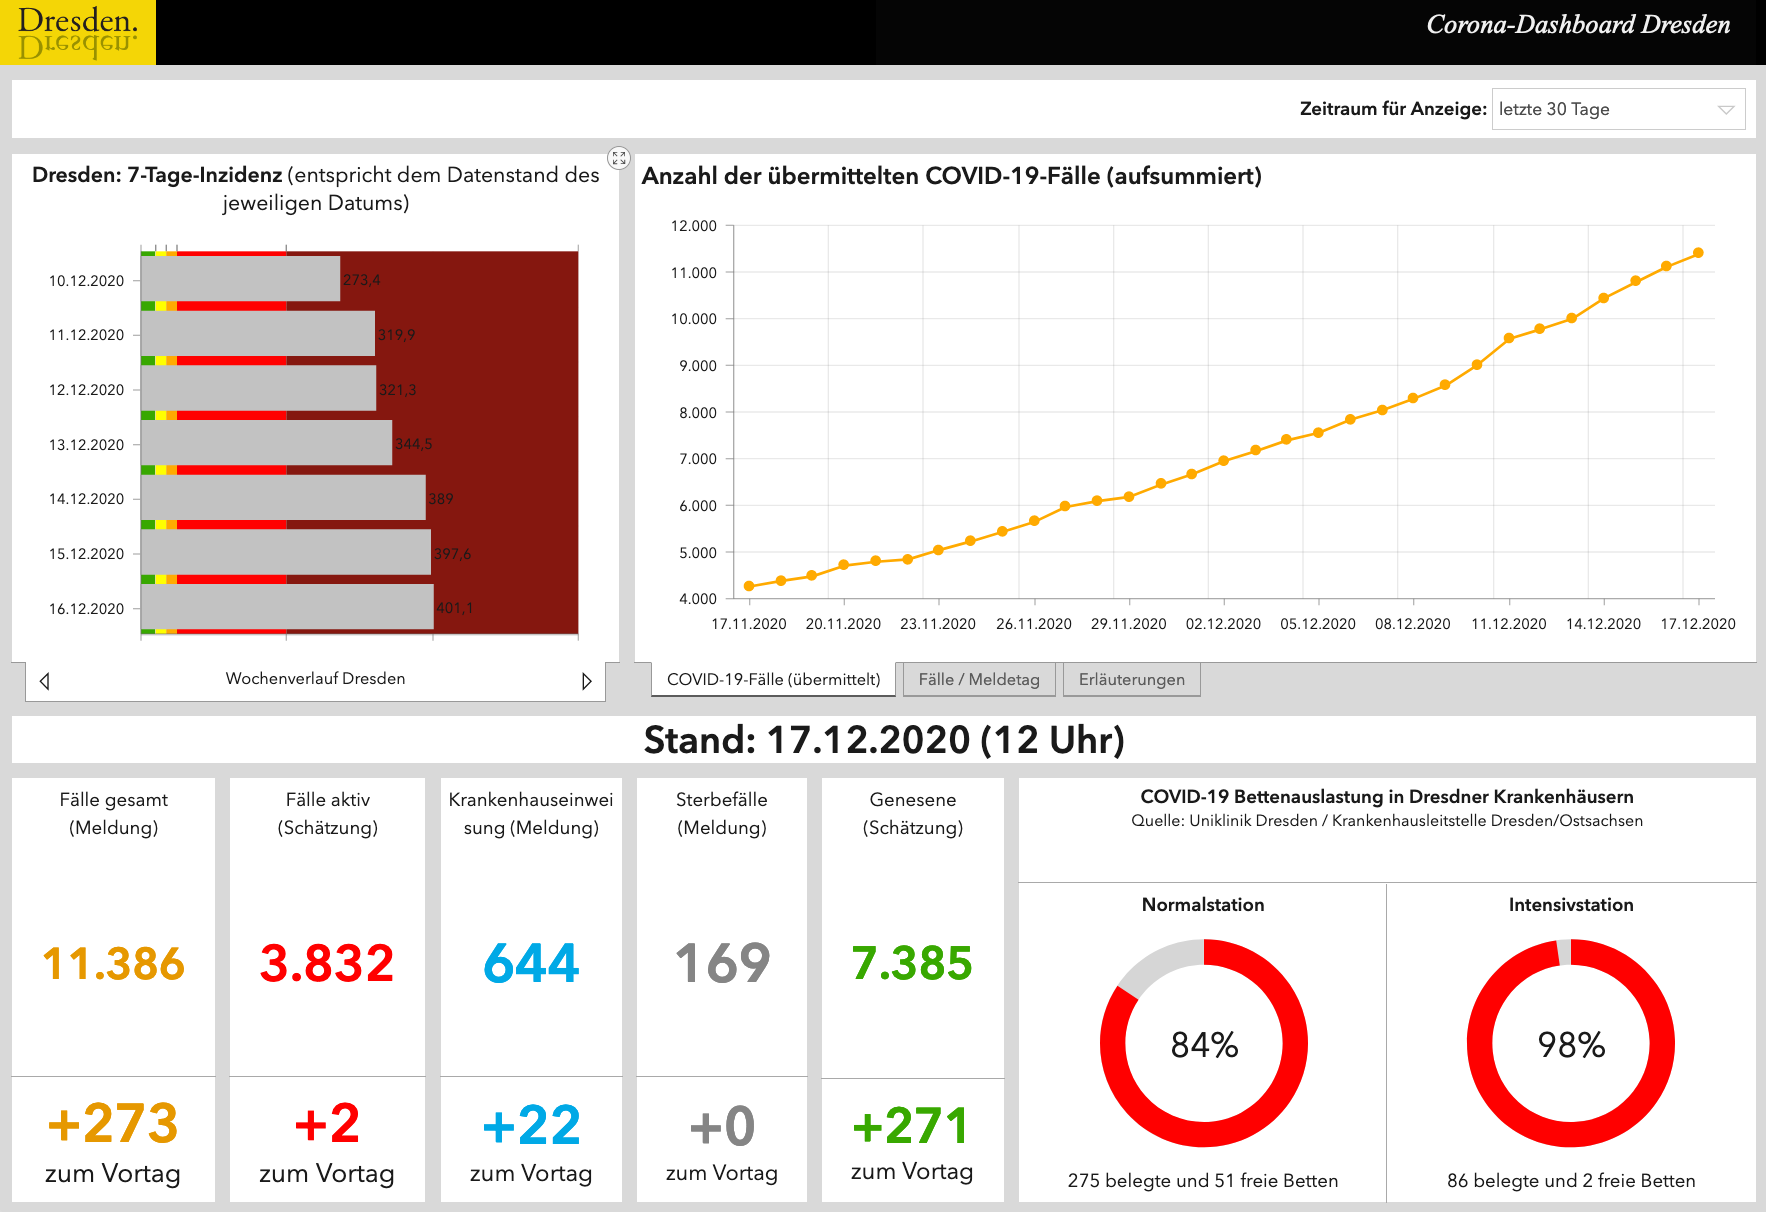 Dresden.
Dresden.
Corona-Dashboard Dresden
Zeitraum für Anzeige: letzte 30 Tage
Dresden: 7-Tage-Inzidenz (entspricht dem Datenstand des
jeweiligen Datums)
10.12.2020 273,4
11.12.2020 319,9
12.12.2020 321,3
13.12.2020 344,5
14.12.2020 389
15.12.2020 397,6
16.12.2020 401,1
Wochenverlauf Dresden
Anzahl der übermittelten COVID-19-Fälle (aufsummiert)
12.000
11.000
10.000
9.000
8.000
7.000
6.000
5.000
4.000
17.11.2020 20.11.2020 23.11.2020 26.11.2020 29.11.2020 02.12.2020 05.12.2020 08.12.2020 11.12.2020 14.12.2020 17.12.2020
COVID-19-Fälle (übermittelt) Fälle / Meldetag Erläuterungen
Stand: 17.12.2020 (12 Uhr)
Fälle gesamt
(Meldung)
11.386
+273
zum Vortag
Fälle aktiv
(Schätzung)
3.832
+2
zum Vortag
Krankenhauseinwei
sung (Meldung)
644
+22
zum Vortag
Sterbefälle
(Meldung)
169
+0
zum Vortag
Genesene
(Schätzung)
7.385
+271
zum Vortag
COVID-19 Bettenauslastung in Dresdner Krankenhäusern
Quelle: Uniklinik Dresden / Krankenhausleitstelle Dresden/Ostsachsen
Normalstation
84%
275 belegte und 51 freie Betten
Intensivstation
98%
86 belegte und 2 freie Betten